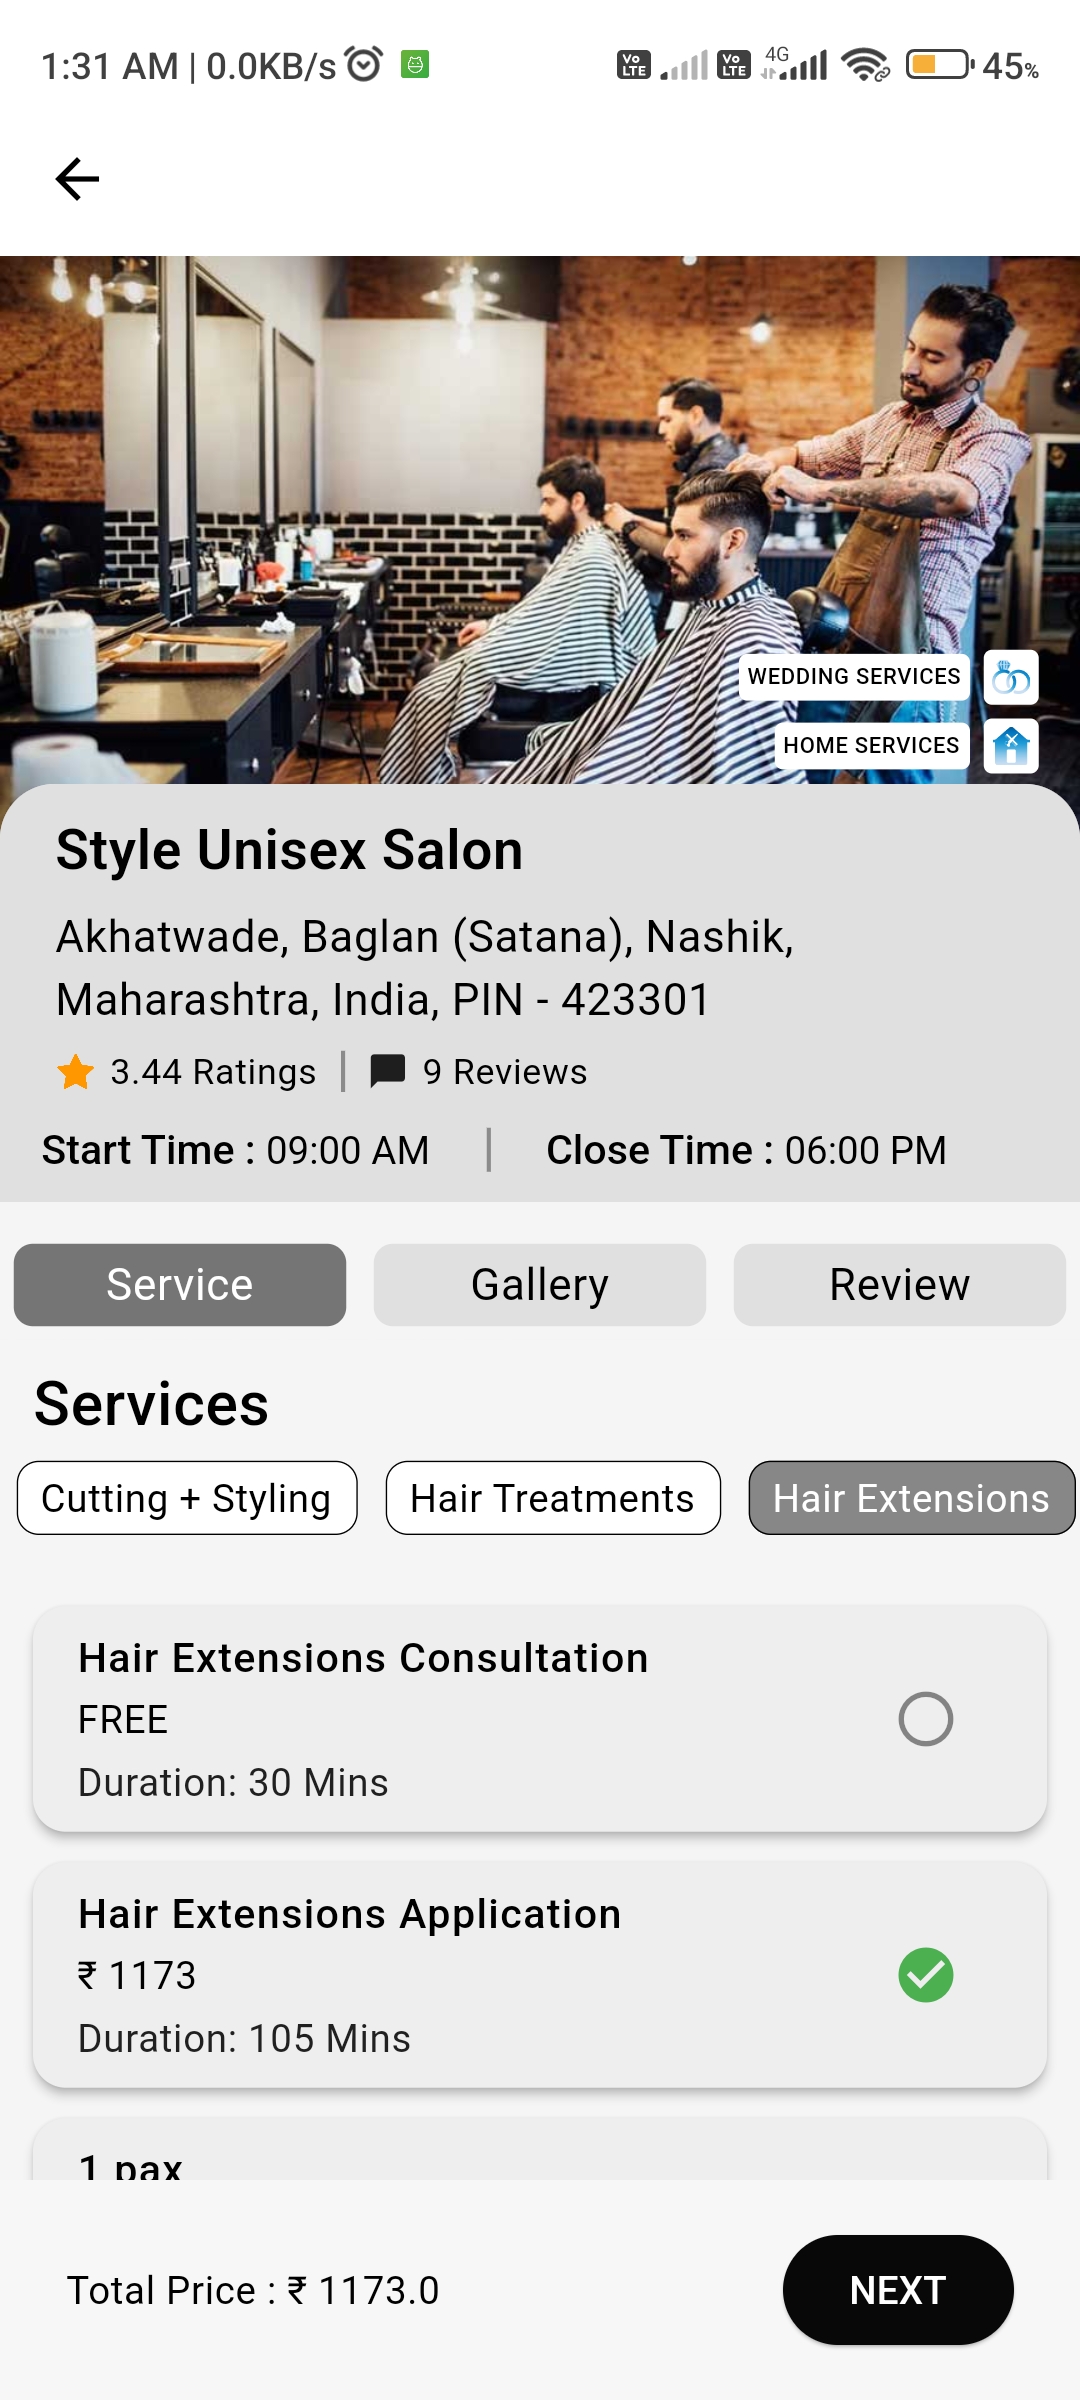 1:31 AM | 0.0KB/s
Vo LTE
Vo LTE
4G
45%
WEDDING SERVICES
HOME SERVICES
Style Unisex Salon
Akhatwade, Baglan (Satana), Nashik,
Maharashtra, India, PIN - 423301
3.44 Ratings | 9 Reviews
Start Time : 09:00 AM | Close Time : 06:00 PM
Service
Gallery
Review
Services
Cutting + Styling
Hair Treatments
Hair Extensions
Hair Extensions Consultation
FREE
Duration: 30 Mins
Hair Extensions Application
₹ 1173
Duration: 105 Mins
1 pax
Total Price : ₹ 1173.0
NEXT